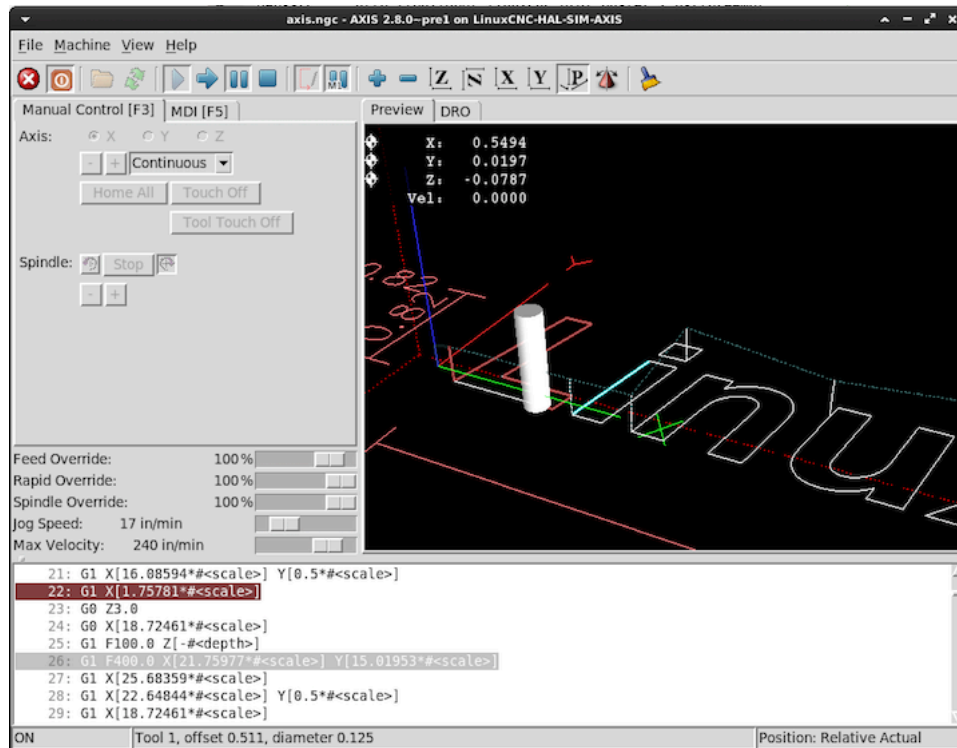 axis.ngc - AXIS 2.8.0~pre1 on LinuxCNC-HAL-SIM-AXIS
File Machine View Help
M1 Z N X Y P
Manual Control [F3] MDI [F5] Preview DRO
Axis: X Y Z
- + Continuous
Home All Touch Off
Tool Touch Off
Spindle: Stop
- +
X: 0.5494
Y: 0.0197
Z: -0.0787
Vel: 0.0000
Y
X
Linu
Feed Override: 100 %
Rapid Override: 100 %
Spindle Override: 100 %
Jog Speed: 17 in/min
Max Velocity: 240 in/min
21: G1 X[16.08594*#<scale>] Y[0.5*#<scale>]
22: G1 X[1.75781*#<scale>]
23: G0 Z3.0
24: G0 X[18.72461*#<scale>]
25: G1 F100.0 Z[-#<depth>]
26: G1 F400.0 X[21.75977*#<scale>] Y[15.01953*#<scale>]
27: G1 X[25.68359*#<scale>]
28: G1 X[22.64844*#<scale>] Y[0.5*#<scale>]
29: G1 X[18.72461*#<scale>]
ON Tool 1, offset 0.511, diameter 0.125 Position: Relative Actual